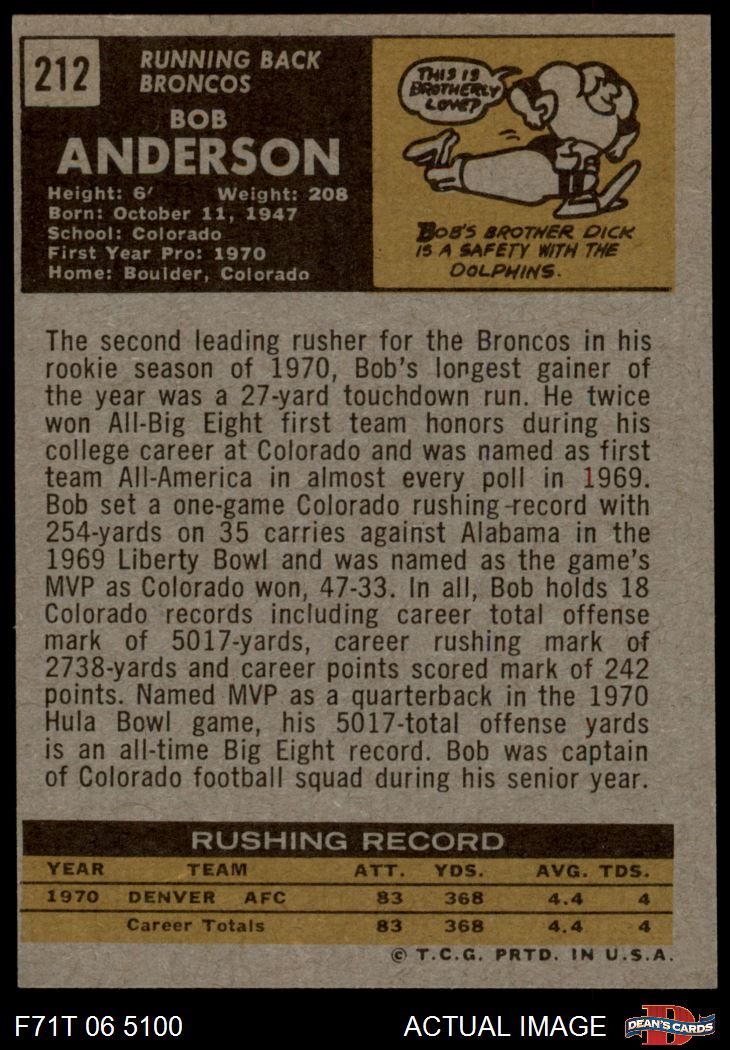 212
RUNNING BACK
BRONCOS
BOB
ANDERSON
Height: 6′ Weight: 208
Born: October 11, 1947
School: Colorado
First Year Pro: 1970
Home: Boulder, Colorado
THIS IS
BROTHERLY
LOVE?
BOB'S BROTHER DICK
IS A SAFETY WITH THE
DOLPHINS.
The second leading rusher for the Broncos in his
rookie season of 1970, Bob's longest gainer of
the year was a 27-yard touchdown run. He twice
won All-Big Eight first team honors during his
college career at Colorado and was named as first
team All-America in almost every poll in 1969.
Bob set a one-game Colorado rushing-record with
254-yards on 35 carries against Alabama in the
1969 Liberty Bowl and was named as the game's
MVP as Colorado won, 47-33. In all, Bob holds 18
Colorado records including career total offense
mark of 5017-yards, career rushing mark of
2738-yards and career points scored mark of 242
points. Named MVP as a quarterback in the 1970
Hula Bowl game, his 5017-total offense yards
is an all-time Big Eight record. Bob was captain
of Colorado football squad during his senior year.
RUSHING RECORD
YEAR TEAM ATT. YDS. AVG. TDS.
1970 DENVER AFC 83 368 4.4 4
Career Totals 83 368 4.4 4
© T.C.G. PRTD. IN U.S.A.
F71T 06 5100 ACTUAL IMAGE D DEAN'S CARDS